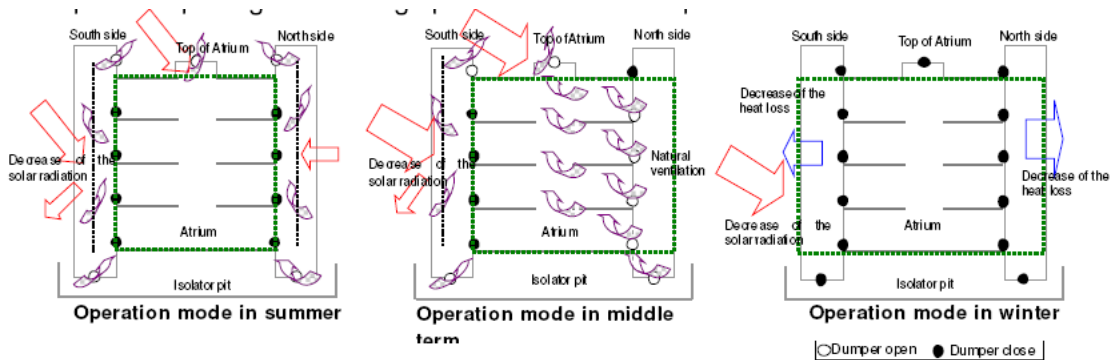 South side
Top of Atrium
North side
Decrease of the
solar radiation
Atrium
Isolator pit
Operation mode in summer
South side
Top of Atrium
North side
Decrease of the
solar radiation
Natural
ventilation
Atrium
Isolator pit
Operation mode in middle
term
South side
Top of Atrium
North side
Decrease of the
heat loss
Decrease of the
heat loss
Decrease of the
solar radiation
Atrium
Isolator pit
Operation mode in winter
Dumper open
Dumper close